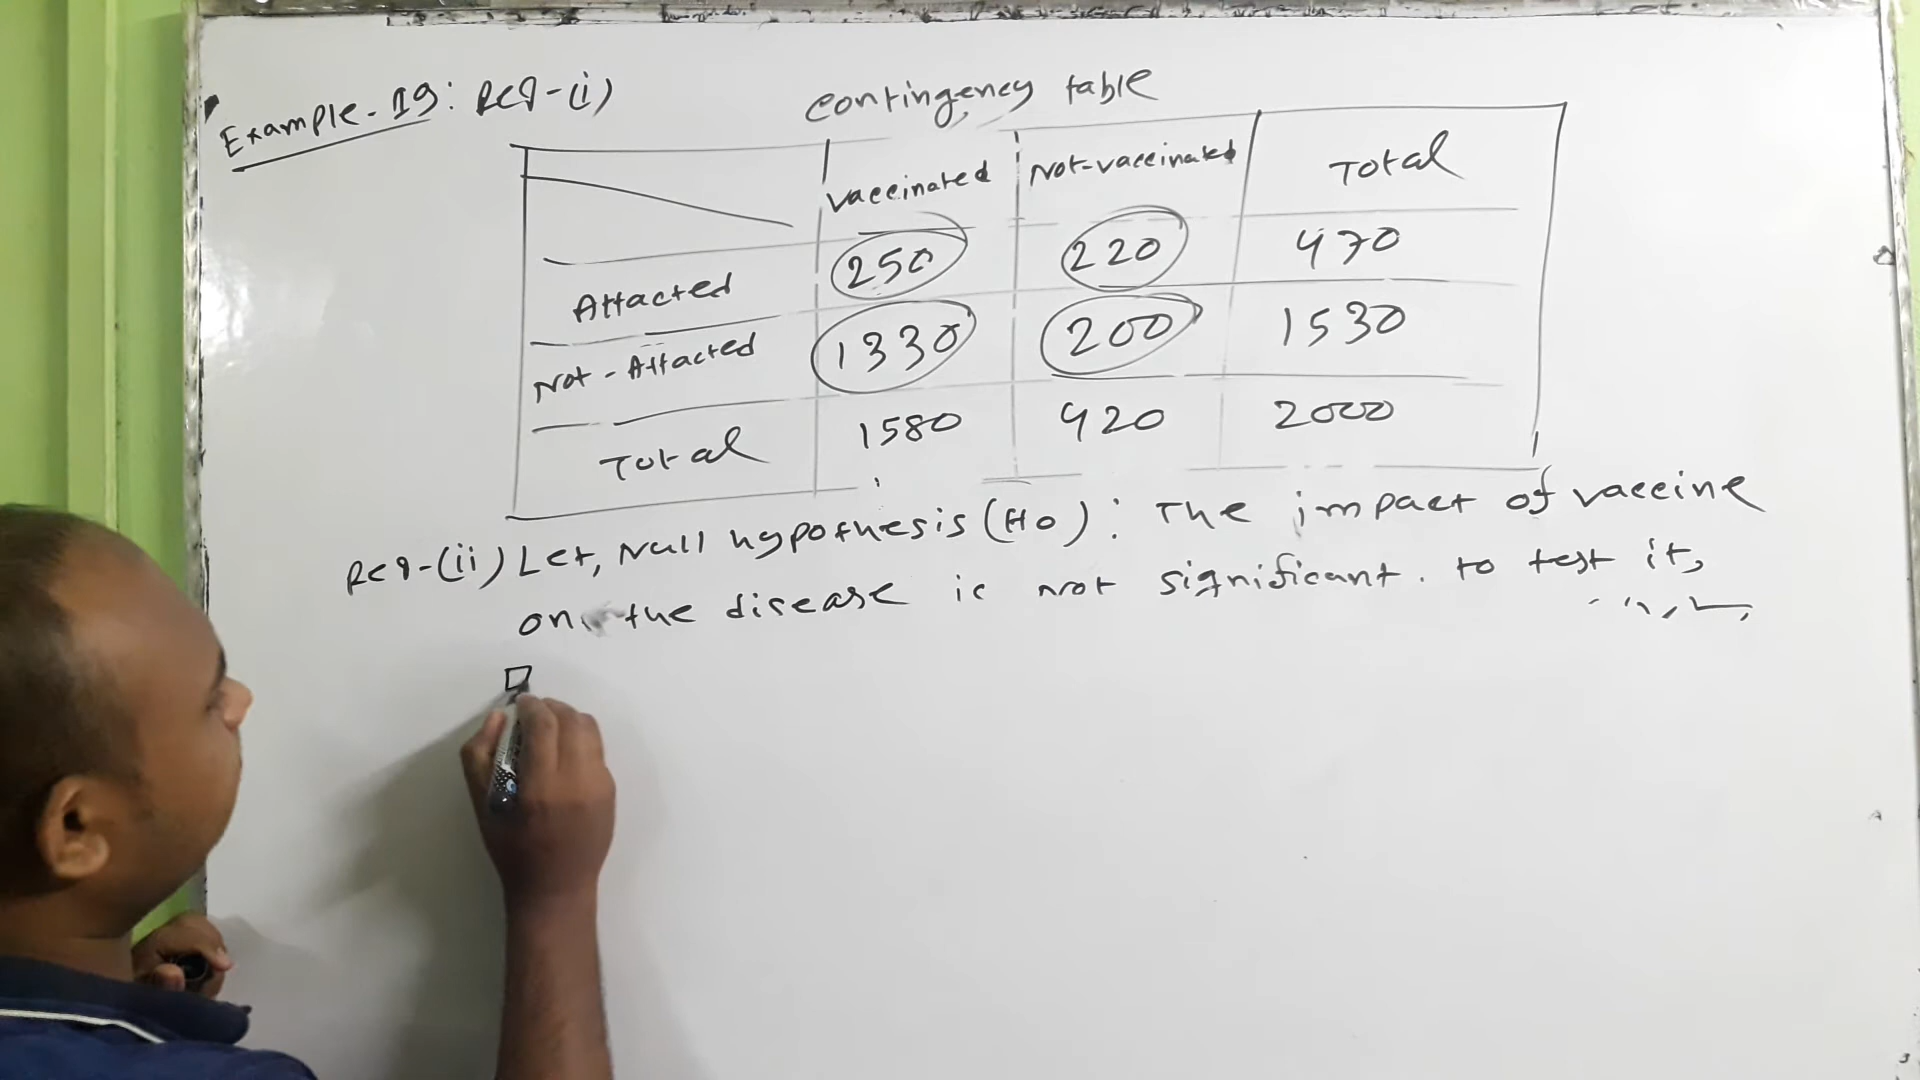 Example-19: Req-(i)
contingency table
vaccinated Not-vaccinated Total
Attacted 250 220 470
Not-Attacted 1330 200 1530
Total 1580 420 2000
Req-(ii) Let, Null hypothesis (H0): The impact of vaccine
on the disease is not significant. to test it,